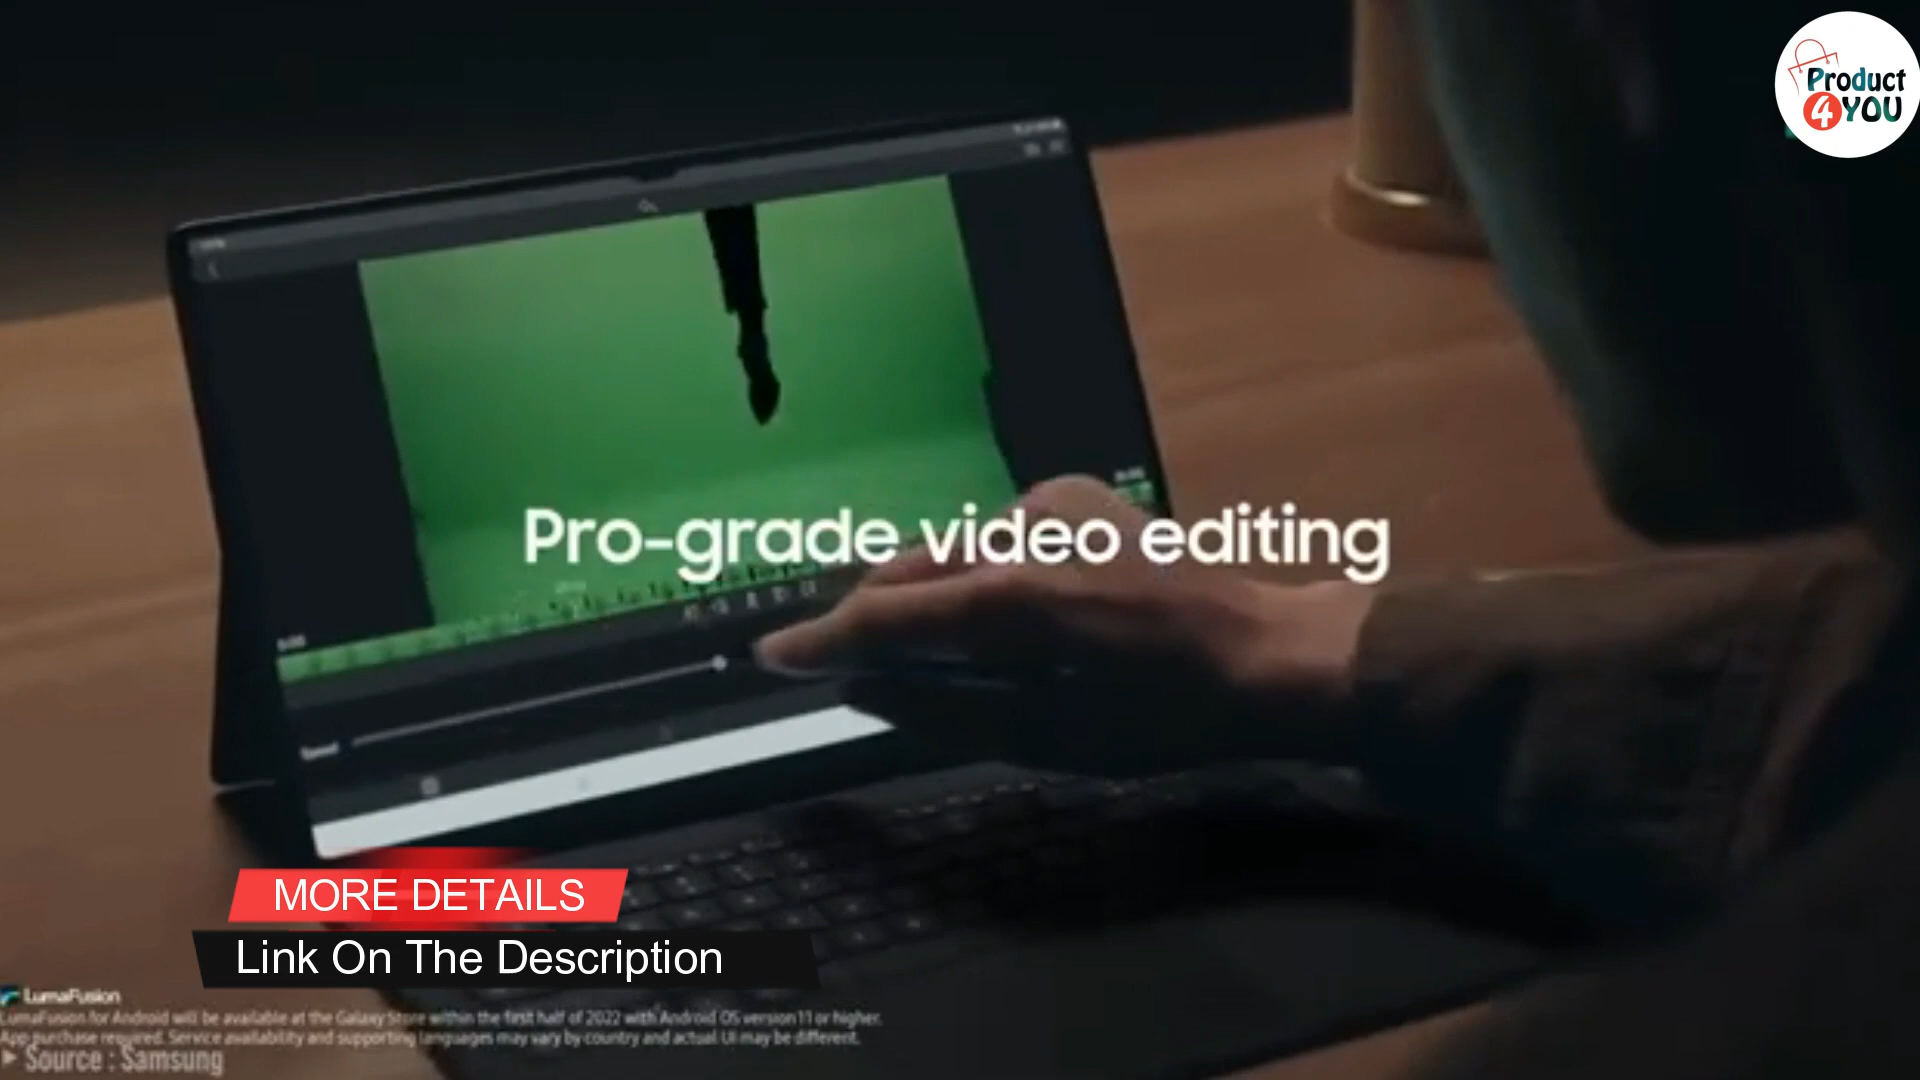 Product
4YOU
Pro-grade video editing
MORE DETAILS
Link On The Description
LumaFusion
LumaFusion for Android will be available at the Galaxy Store within the first half of 2022 with Android OS version 11 or higher.
App purchase required. Service availability and supporting languages may vary by country and actual UI may be different.
Source : Samsung